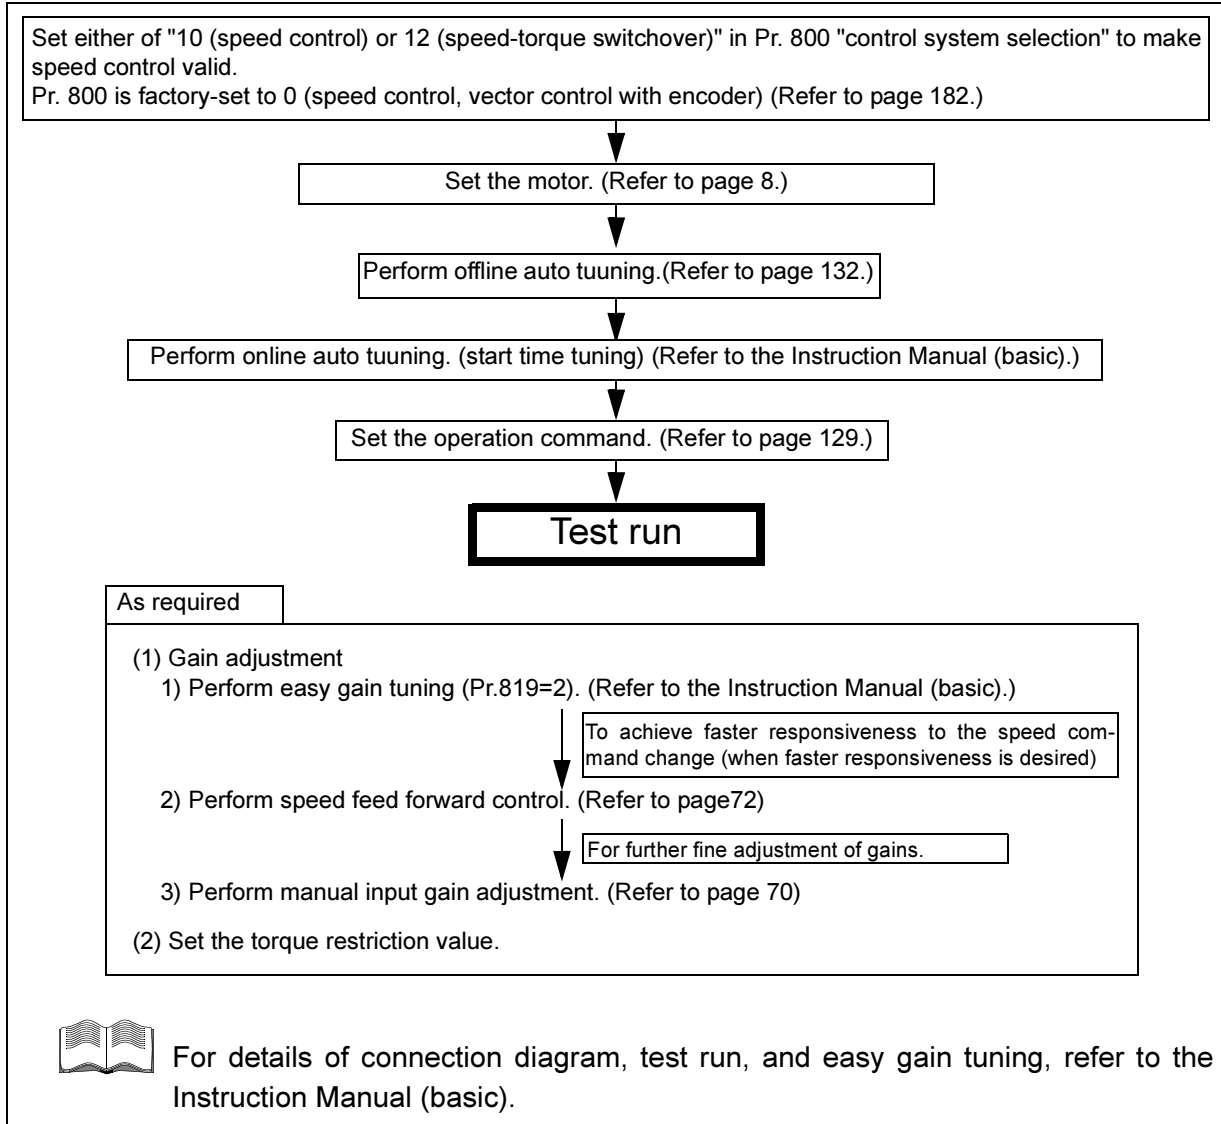 Set either of "10 (speed control) or 12 (speed-torque switchover)" in Pr. 800 "control system selection" to make
speed control valid.
Pr. 800 is factory-set to 0 (speed control, vector control with encoder) (Refer to page 182.)
Set the motor. (Refer to page 8.)
Perform offline auto tuuning.(Refer to page 132.)
Perform online auto tuuning. (start time tuning) (Refer to the Instruction Manual (basic).)
Set the operation command. (Refer to page 129.)
Test run
As required
(1) Gain adjustment
1) Perform easy gain tuning (Pr.819=2). (Refer to the Instruction Manual (basic).)
To achieve faster responsiveness to the speed com-
mand change (when faster responsiveness is desired)
2) Perform speed feed forward control. (Refer to page72)
For further fine adjustment of gains.
3) Perform manual input gain adjustment. (Refer to page 70)
(2) Set the torque restriction value.
For details of connection diagram, test run, and easy gain tuning, refer to the
Instruction Manual (basic).